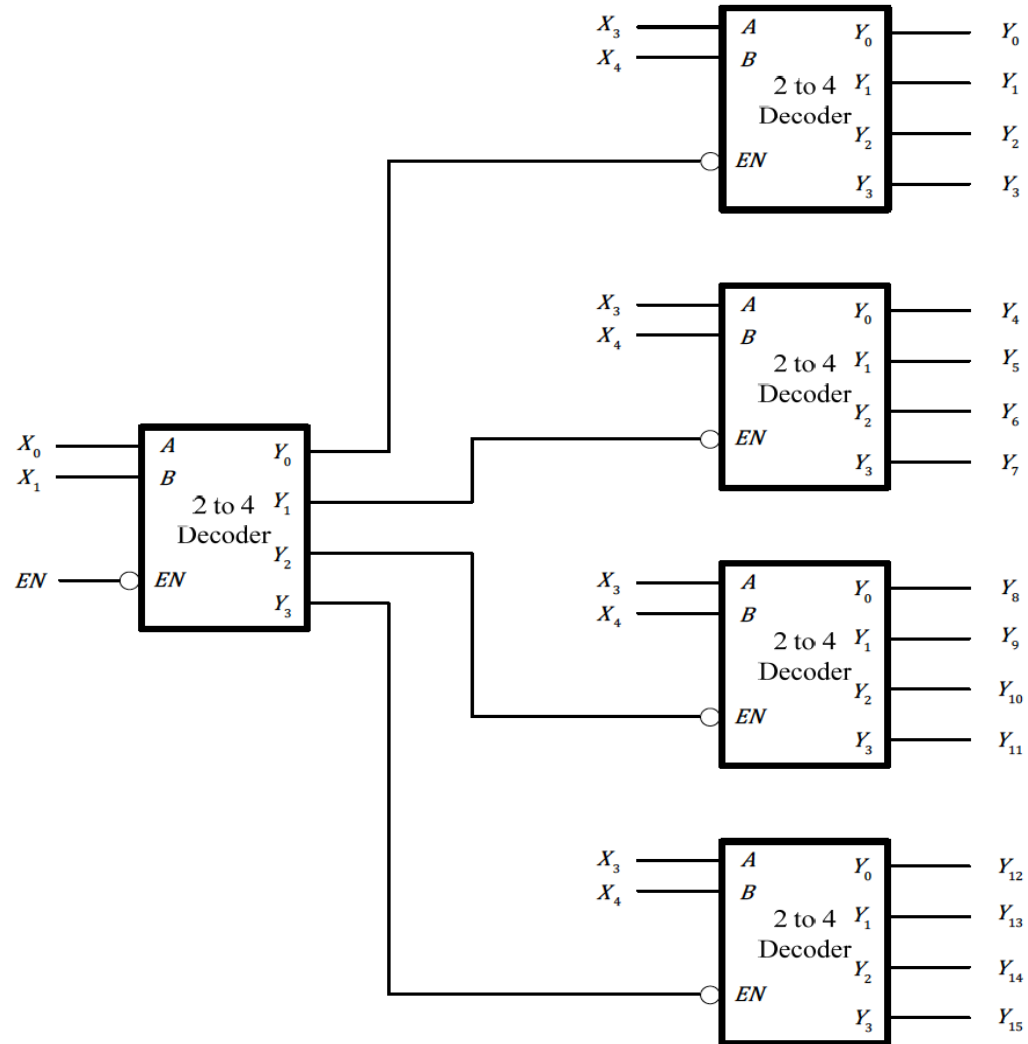 X₃ A Y₀ Y₀
X₄ B
2 to 4 Y₁ Y₁
Decoder
Y₂ Y₂
EN
Y₃ Y₃
X₃ A Y₀ Y₄
X₄ B
2 to 4 Y₁ Y₅
Decoder
Y₂ Y₆
EN
Y₃ Y₇
X₀ A Y₀
X₁ B
2 to 4 Y₁
Decoder
Y₂
EN EN
Y₃
X₃ A Y₀ Y₈
X₄ B
2 to 4 Y₁ Y₉
Decoder
Y₂ Y₁₀
EN
Y₃ Y₁₁
X₃ A Y₀ Y₁₂
X₄ B
2 to 4 Y₁ Y₁₃
Decoder
Y₂ Y₁₄
EN
Y₃ Y₁₅